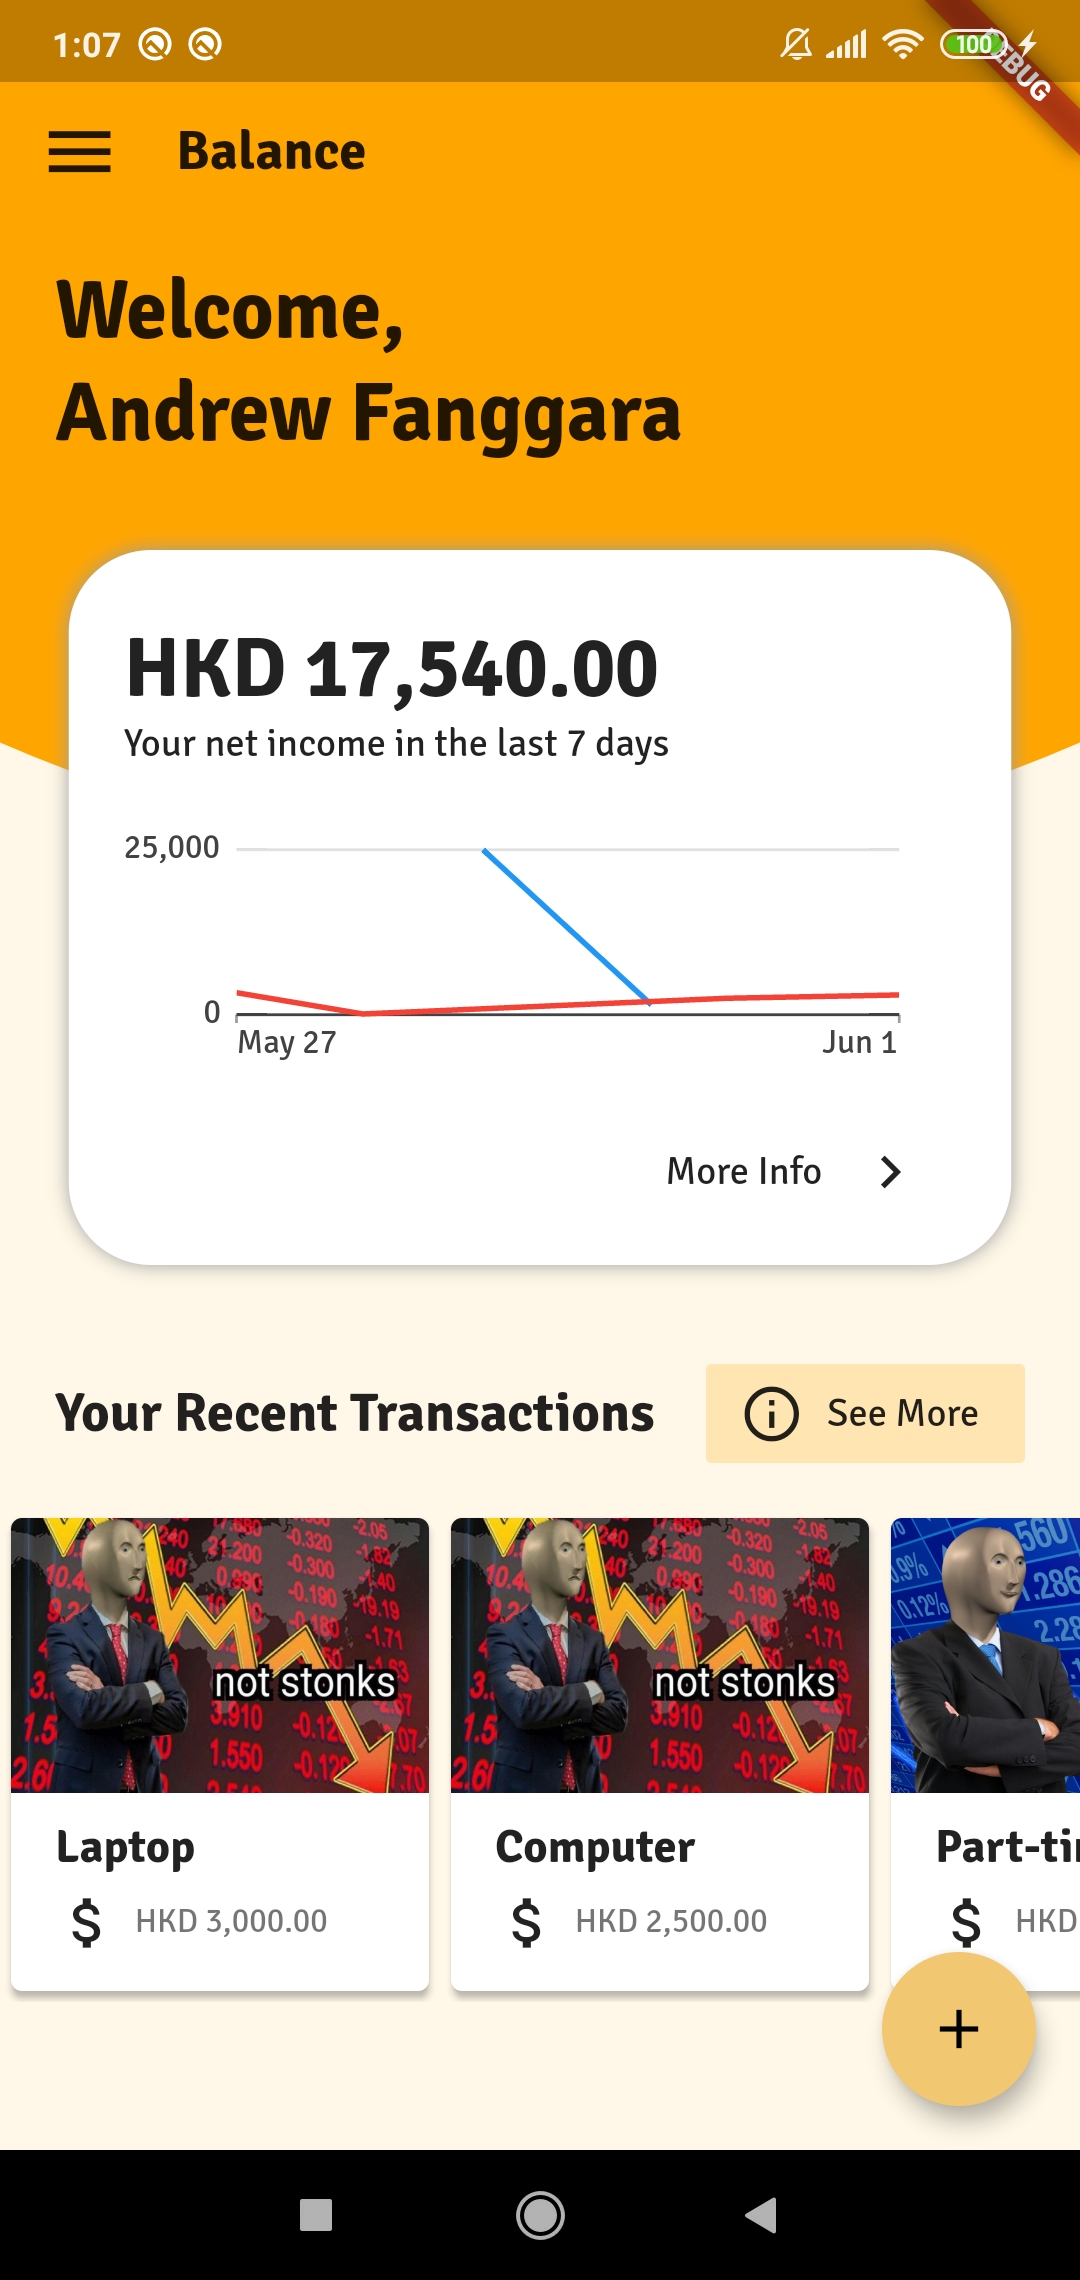 1:07
100
DEBUG
Balance
Welcome,
Andrew Fanggara
HKD 17,540.00
Your net income in the last 7 days
25,000
0
May 27
Jun 1
More Info
Your Recent Transactions
See More
not stonks
not stonks
Laptop
Computer
Part-ti
HKD 3,000.00
HKD 2,500.00
HKD